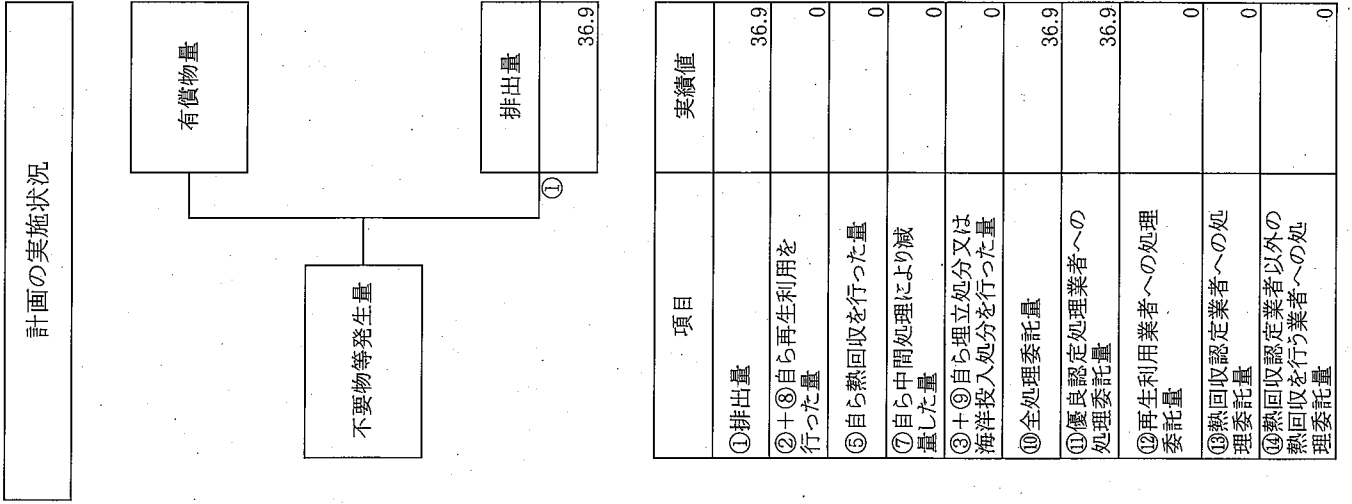 計画の実施状況
有償物量
不要物等発生量
排出量
①
36.9
項目
実績値
①排出量
36.9
②+⑧自ら再生利用を
行った量
0
⑤自ら熱回収を行った量
0
⑦自ら中間処理により減
量した量
0
③+⑨自ら埋立処分又は
海洋投入処分を行った量
0
⑩全処理委託量
36.9
⑪優良認定処理業者への
処理委託量
36.9
⑫再生利用業者への処理
委託量
0
⑬熱回収認定業者への処
理委託量
0
⑭熱回収認定業者以外の
熱回収を行う業者への処
理委託量
0